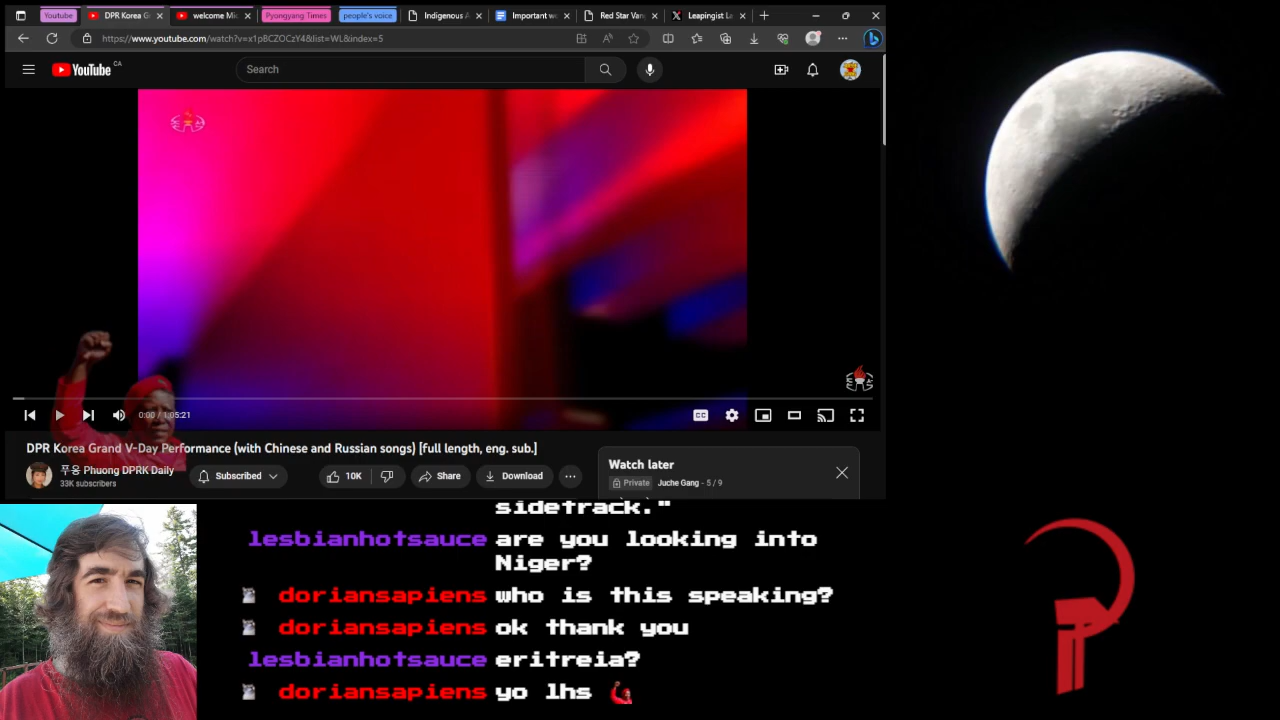 Youtube
DPR Korea G
welcome Mic
Pyongyang Times
people's voice
Indigenous A
Important w
Red Star Van
Leapingist L
https://www.youtube.com/watch?v=x1pBCZOCzY4&list=WL&index=5
YouTube CA
Search
0:00 / 1:05:21
CC
DPR Korea Grand V-Day Performance (with Chinese and Russian songs) [full length, eng. sub.]
푸옹 Phuong DPRK Daily
33K subscribers
Subscribed
10K
Share
Download
Watch later
Private Juche Gang - 5 / 9
sidetrack."
lesbianhotsauce are you looking into
Niger?
doriansapiens who is this speaking?
doriansapiens ok thank you
lesbianhotsauce eritreia?
doriansapiens yo lhs